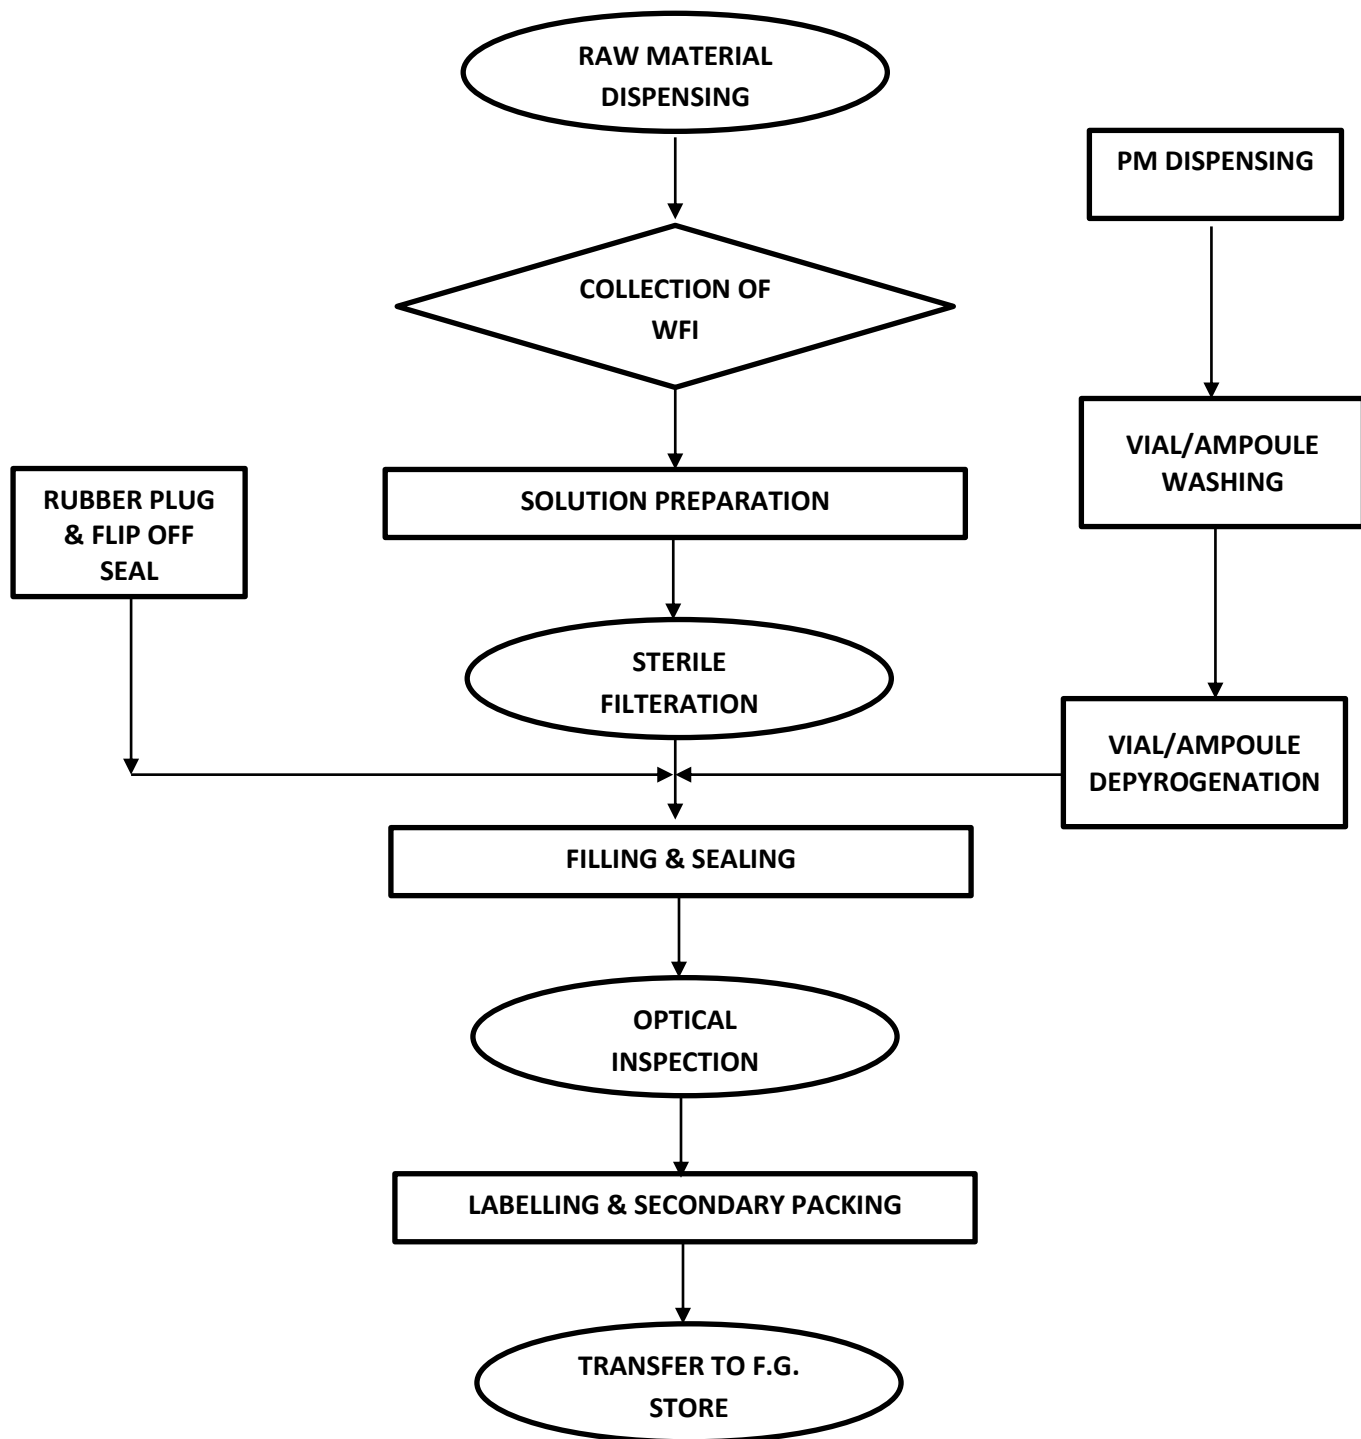 RAW MATERIAL
DISPENSING
PM DISPENSING
COLLECTION OF
WFI
VIAL/AMPOULE
WASHING
RUBBER PLUG
& FLIP OFF
SEAL
SOLUTION PREPARATION
STERILE
FILTERATION
VIAL/AMPOULE
DEPYROGENATION
FILLING & SEALING
OPTICAL
INSPECTION
LABELLING & SECONDARY PACKING
TRANSFER TO F.G.
STORE